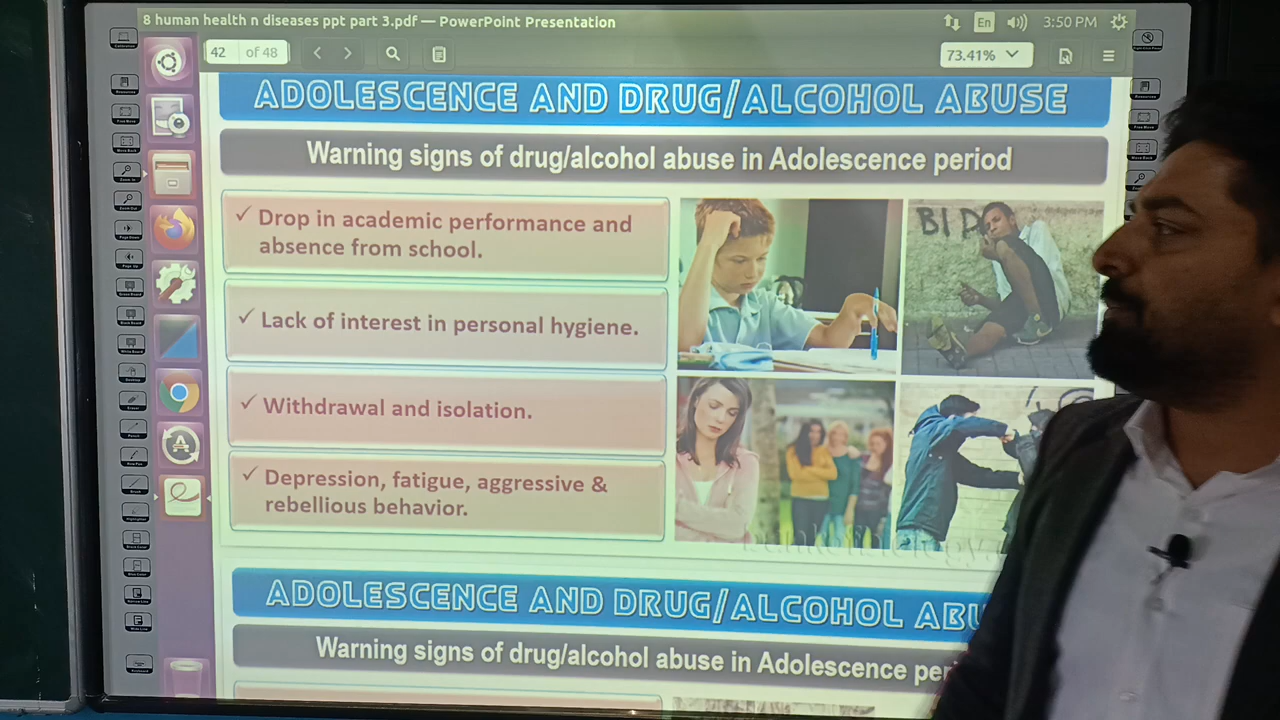 8 human health n diseases ppt part 3.pdf — PowerPoint Presentation
En
3:50 PM
42 of 48
73.41%
ADOLESCENCE AND DRUG/ALCOHOL ABUSE
Warning signs of drug/alcohol abuse in Adolescence period
✓ Drop in academic performance and
absence from school.
✓ Lack of interest in personal hygiene.
✓ Withdrawal and isolation.
✓ Depression, fatigue, aggressive &
rebellious behavior.
ADOLESCENCE AND DRUG/ALCOHOL ABU
Warning signs of drug/alcohol abuse in Adolescence peri